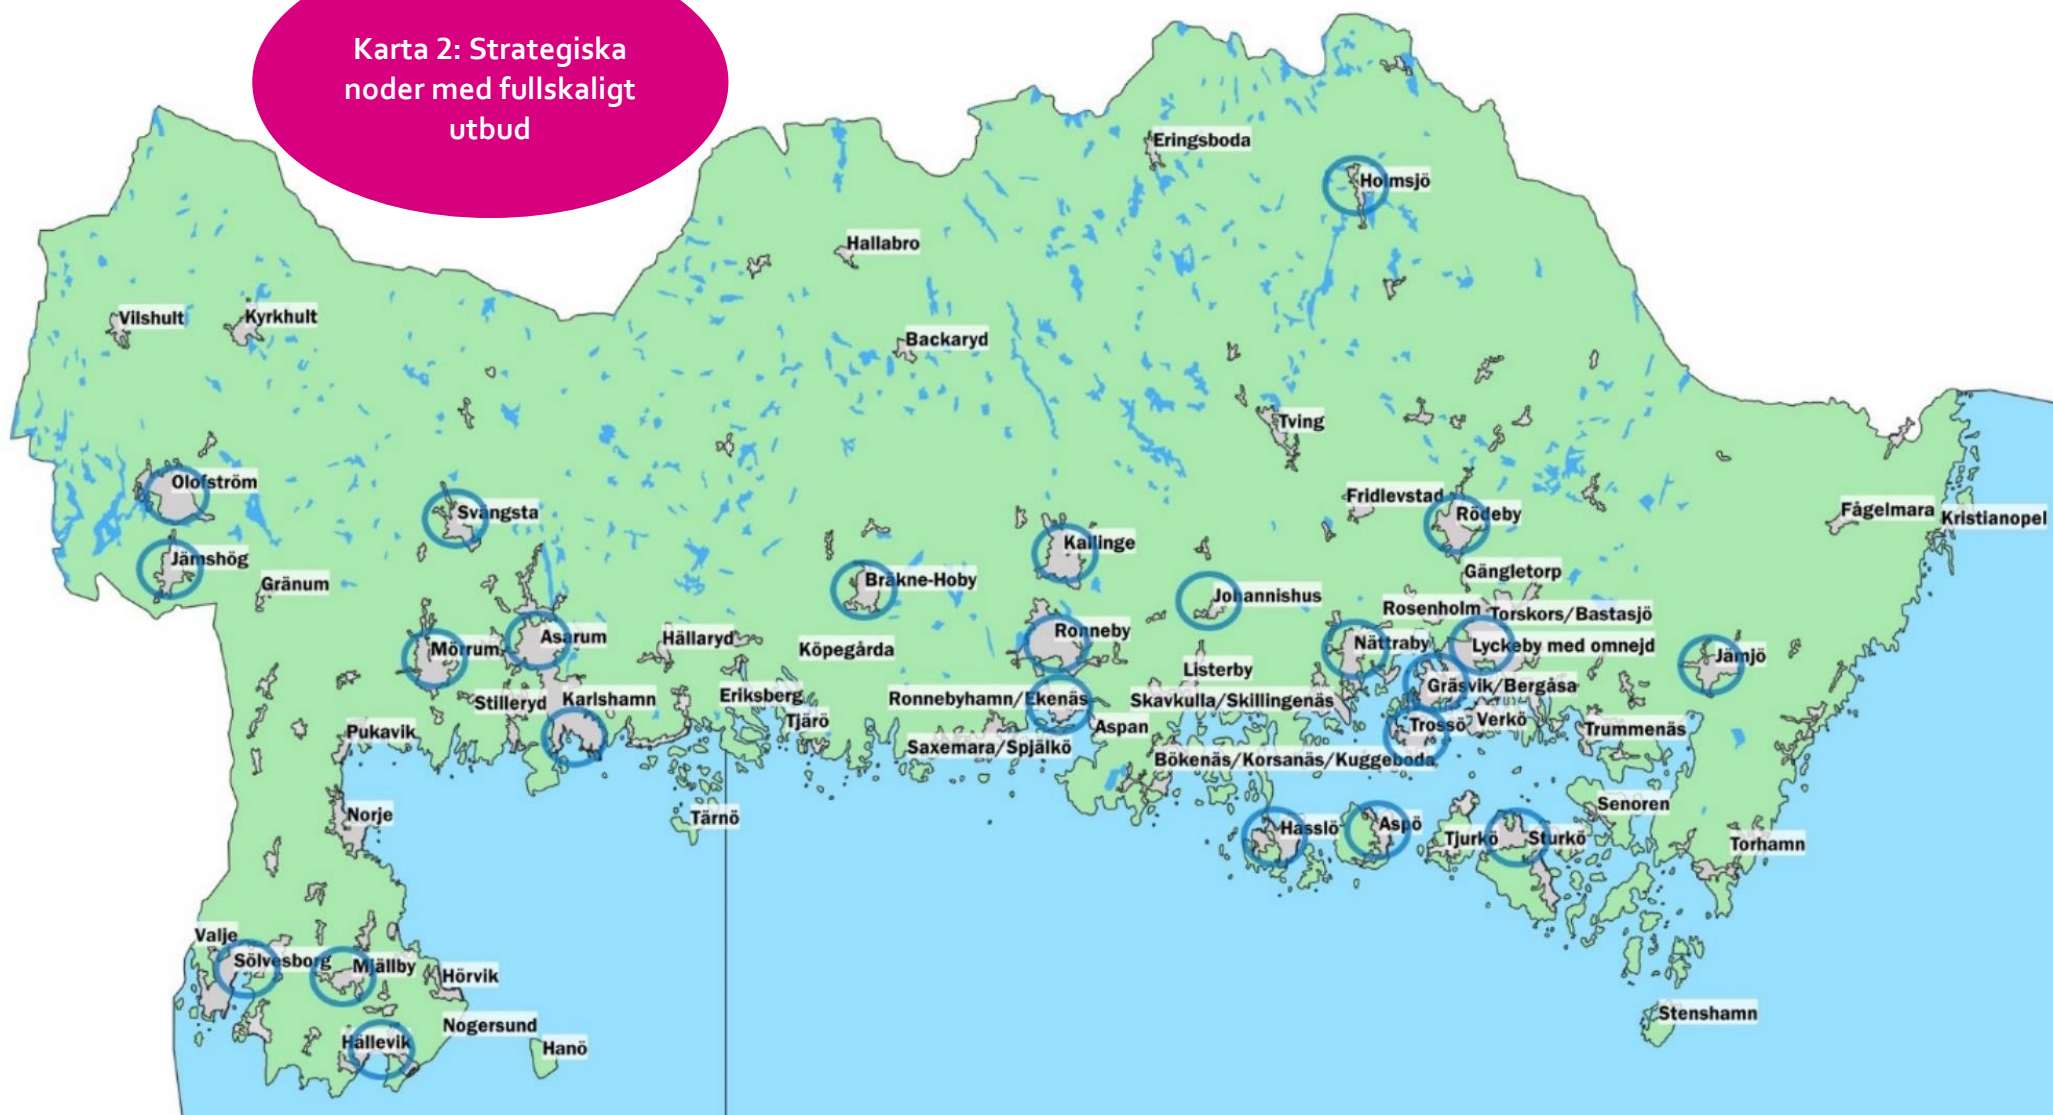 Karta 2: Strategiska
noder med fullskaligt
utbud
Eringsboda
Holmsjö
Hallabro
Vilshult
Kyrkhult
Backaryd
Tving
Olofström
Svängsta
Fridlevstad
Rödeby
Fågelmara
Kristianopel
Jämshög
Gränum
Kallinge
Bräkne-Hoby
Johannishus
Gängletorp
Rosenholm
Torskors/Bastasjö
Mörrum
Asarum
Hällaryd
Köpegårda
Ronneby
Nättraby
Lyckeby med omnejd
Jämjö
Listerby
Gräsvik/Bergåsa
Stilleryd
Karlshamn
Eriksberg
Ronnebyhamn/Ekenäs
Skavkulla/Skillingenäs
Tjärö
Aspan
Trossö
Verkö
Trummenäs
Pukavik
Saxemara/Spjälkö
Bökenäs/Korsanäs/Kuggeboda
Norje
Tärnö
Hasslö
Aspö
Tjurkö
Sturkö
Senoren
Torhamn
Valje
Sölvesborg
Mjällby
Hörvik
Nogersund
Hällevik
Hanö
Stenshamn